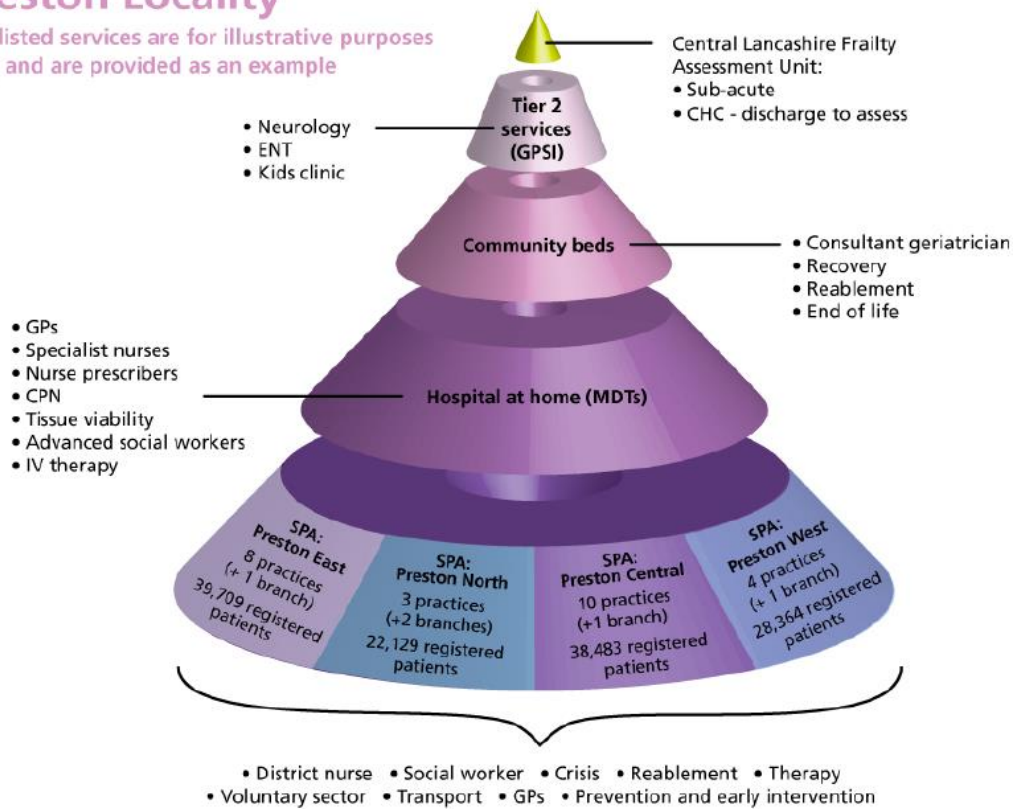 Locality
listed services are for illustrative purposes
and are provided as an example
Central Lancashire Frailty
Assessment Unit:
• Sub-acute
• CHC - discharge to assess
Tier 2
services
(GPSI)
• Neurology
• ENT
• Kids clinic
Community beds
• Consultant geriatrician
• Recovery
• Reablement
• End of life
• GPs
• Specialist nurses
• Nurse prescribers
• CPN
• Tissue viability
• Advanced social workers
• IV therapy
Hospital at home (MDTs)
SPA:
Preston East
8 practices
(+ 1 branch)
39,709 registered
patients
SPA:
Preston North
3 practices
(+2 branches)
22,129 registered
patients
SPA:
Preston Central
10 practices
(+1 branch)
38,483 registered
patients
SPA:
Preston West
4 practices
(+ 1 branch)
28,364 registered
patients
• District nurse • Social worker • Crisis • Reablement • Therapy
• Voluntary sector • Transport • GPs • Prevention and early intervention